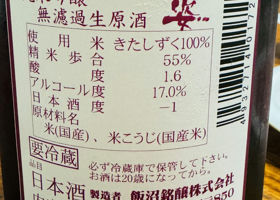 無濾過生原酒 姿
使用米 きたしずく100%
精米歩合 55%
酸度 1.6
アルコール度 17.0%
日本酒度 −1
原材料名
米(国産)、米こうじ(国産米)
要冷蔵
必ず冷蔵庫で保管して下さい。
お酒は20歳になってから。
品目
日本酒
製造者 飯沼銘醸株式会社
850